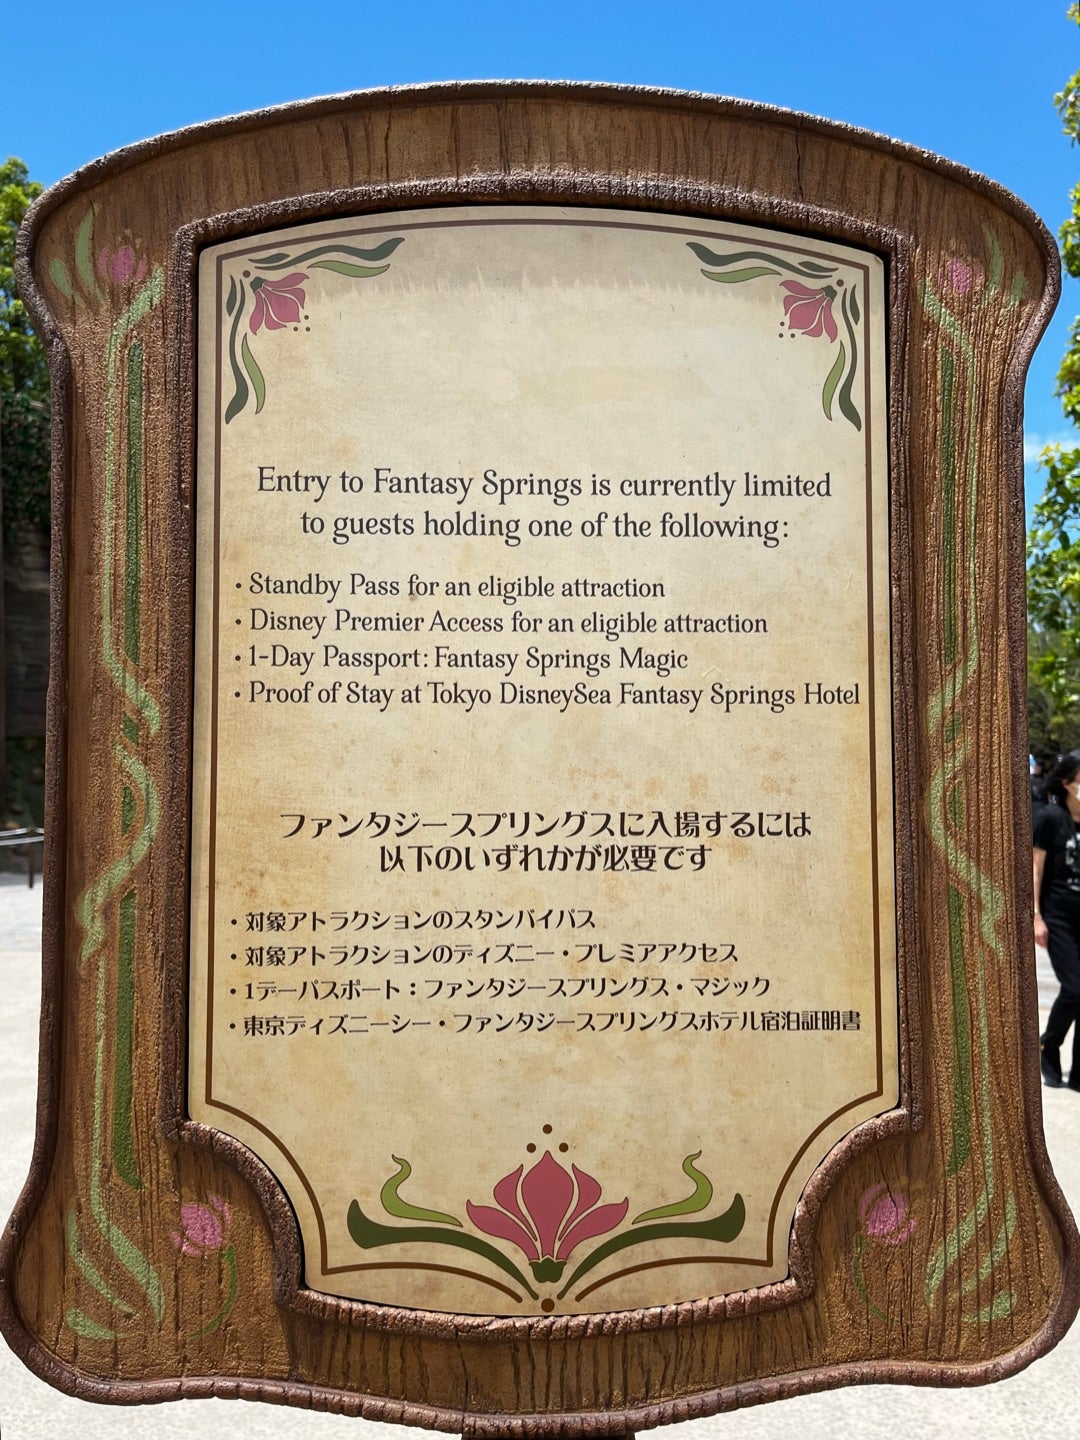 Entry to Fantasy Springs is currently limited
to guests holding one of the following:
・Standby Pass for an eligible attraction
・Disney Premier Access for an eligible attraction
・1-Day Passport: Fantasy Springs Magic
・Proof of Stay at Tokyo DisneySea Fantasy Springs Hotel
ファンタジースプリングスに入場するには
以下のいずれかが必要です
・対象アトラクションのスタンバイパス
・対象アトラクションのディズニー・プレミアアクセス
・1デーパスポート：ファンタジースプリングス・マジック
・東京ディズニーシー・ファンタジースプリングスホテル宿泊証明書